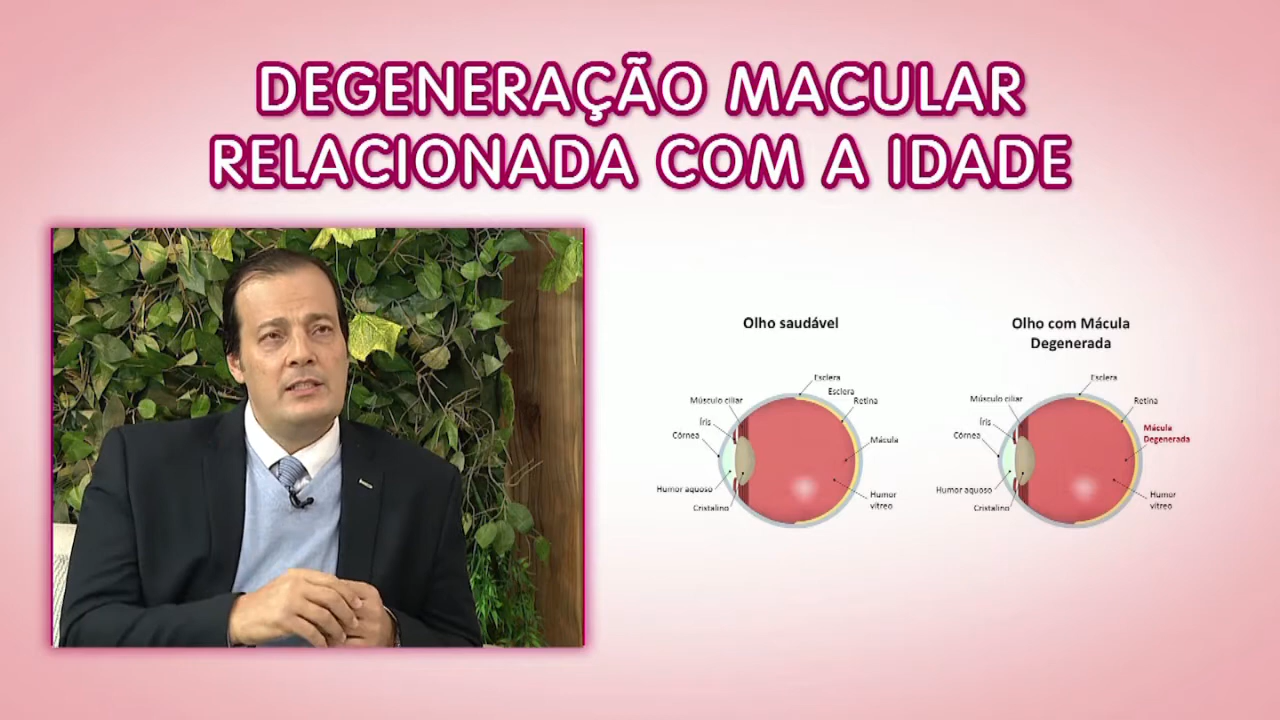 DEGENERAÇÃO MACULAR
RELACIONADA COM A IDADE
Olho saudável
Esclera
Esclera
Retina
Músculo ciliar
Íris
Córnea
Mácula
Humor aquoso
Humor
vítreo
Cristalino
Olho com Mácula
Degenerada
Esclera
Músculo ciliar
Retina
Íris
Córnea
Mácula
Degenerada
Humor aquoso
Humor
vítreo
Cristalino